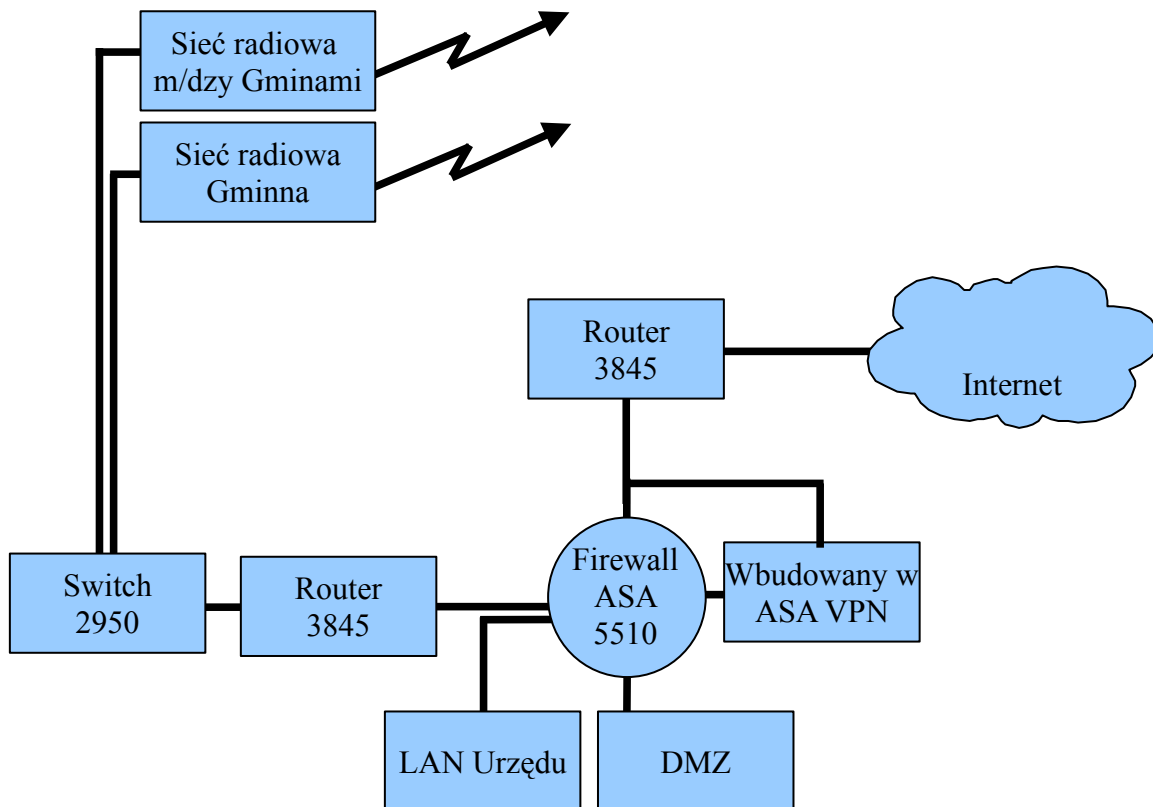 Sieć radiowa
m/dzy Gminami
Sieć radiowa
Gminna
Router
3845
Internet
Switch
2950
Router
3845
Firewall
ASA
5510
Wbudowany w
ASA VPN
LAN Urzędu
DMZ